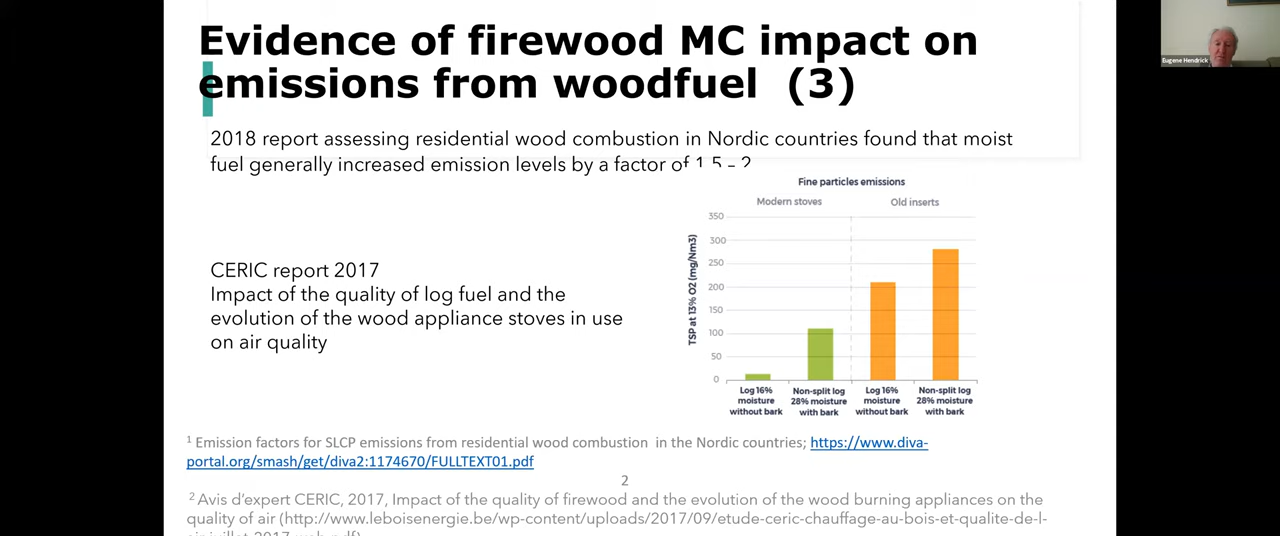 Evidence of firewood MC impact on
emissions from woodfuel (3)
Eugene Hendrick
2018 report assessing residential wood combustion in Nordic countries found that moist
fuel generally increased emission levels by a factor of 1.5 – 2
CERIC report 2017
Impact of the quality of log fuel and the
evolution of the wood appliance stoves in use
on air quality
Fine particles emissions
Modern stoves
Old inserts
TSP at 13% O2 (mg/Nm3)
350
300
250
200
150
100
50
0
Log 16%
moisture
without bark
Non-split log
28% moisture
with bark
Log 16%
moisture
without bark
Non-split log
28% moisture
with bark
1 Emission factors for SLCP emissions from residential wood combustion in the Nordic countries; https://www.diva-
portal.org/smash/get/diva2:1174670/FULLTEXT01.pdf
2
2 Avis d’expert CERIC, 2017, Impact of the quality of firewood and the evolution of the wood burning appliances on the
quality of air (http://www.leboisenergie.be/wp-content/uploads/2017/09/etude-ceric-chauffage-au-bois-et-qualite-de-l-
air-juillet-2017-web.pdf)